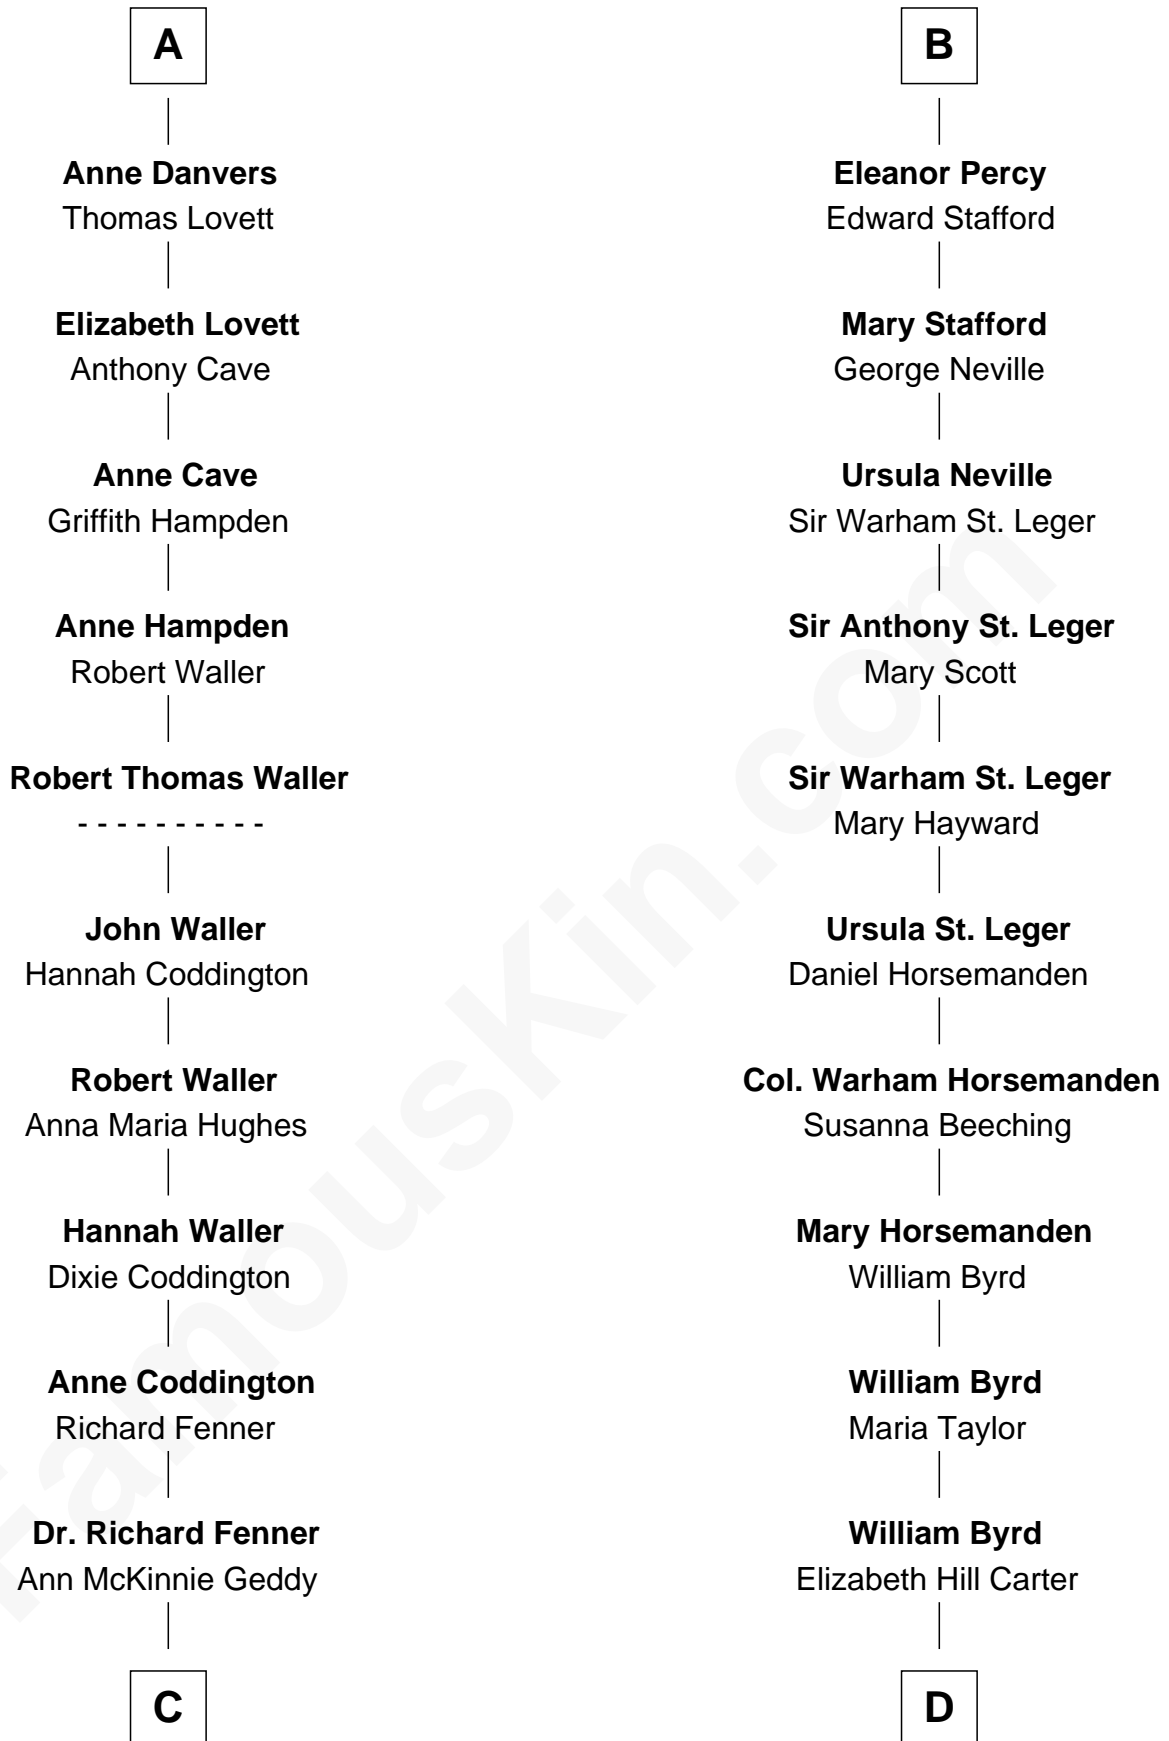 A
Anne Danvers
Thomas Lovett
Elizabeth Lovett
Anthony Cave
Anne Cave
Griffith Hampden
Anne Hampden
Robert Waller
Robert Thomas Waller
- - - - - - - - - -
John Waller
Hannah Coddington
Robert Waller
Anna Maria Hughes
Hannah Waller
Dixie Coddington
Anne Coddington
Richard Fenner
Dr. Richard Fenner
Ann McKinnie Geddy
C
B
Eleanor Percy
Edward Stafford
Mary Stafford
George Neville
Ursula Neville
Sir Warham St. Leger
Sir Anthony St. Leger
Mary Scott
Sir Warham St. Leger
Mary Hayward
Ursula St. Leger
Daniel Horsemanden
Col. Warham Horsemanden
Susanna Beeching
Mary Horsemanden
William Byrd
William Byrd
Maria Taylor
William Byrd
Elizabeth Hill Carter
D
FamousKin.com